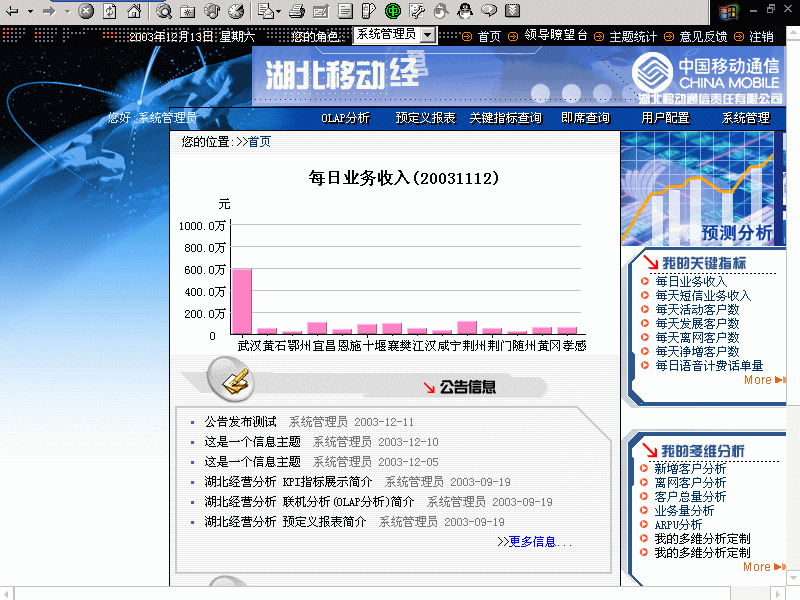 2003年12月13日 星期六 您的角色: 系统管理员 首页 领导瞭望台 主题统计 意见反馈 注销
湖北移动经
中国移动通信
CHINA MOBILE
湖北移动通信责任有限公司
您好:系统管理员 OLAP分析 预定义报表 关键指标查询 即席查询 用户配置 系统管理
您的位置:>>首页
每日业务收入(20031112)
元
1000.0万
800.0万
600.0万
400.0万
200.0万
0
武汉黄石鄂州宜昌恩施十堰襄樊江汉咸宁荆州荆门随州黄冈孝感
公告信息
公告发布测试 系统管理员 2003-12-11
这是一个信息主题 系统管理员 2003-12-10
这是一个信息主题 系统管理员 2003-12-05
湖北经营分析 KPI指标展示简介 系统管理员 2003-09-19
湖北经营分析 联机分析(OLAP分析)简介 系统管理员 2003-09-19
湖北经营分析 预定义报表简介 系统管理员 2003-09-19
>>更多信息...
预测分析
我的关键指标
每日业务收入
每天短信业务收入
每天活动客户数
每天发展客户数
每天离网客户数
每天净增客户数
每日语音计费话单量
More
我的多维分析
新增客户分析
离网客户分析
客户总量分析
业务量分析
ARPU分析
我的多维分析定制
我的多维分析定制
More